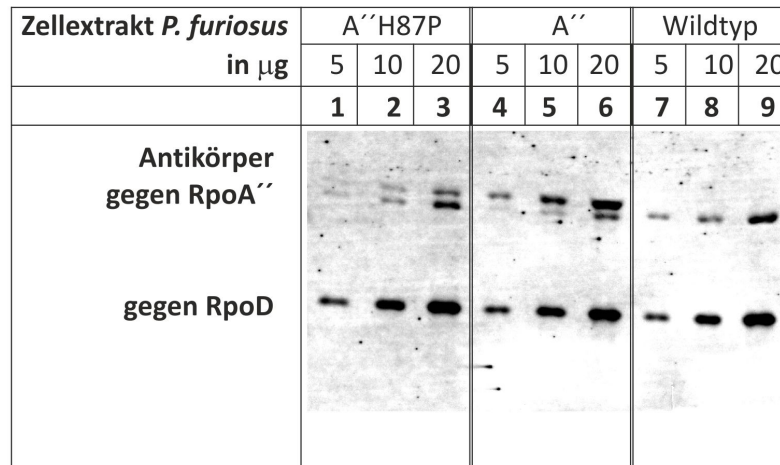 Zellextrakt P. furiosus A´´H87P A´´ Wildtyp
in µg 5 10 20 5 10 20 5 10 20
1 2 3 4 5 6 7 8 9
Antikörper
gegen RpoA´´
gegen RpoD